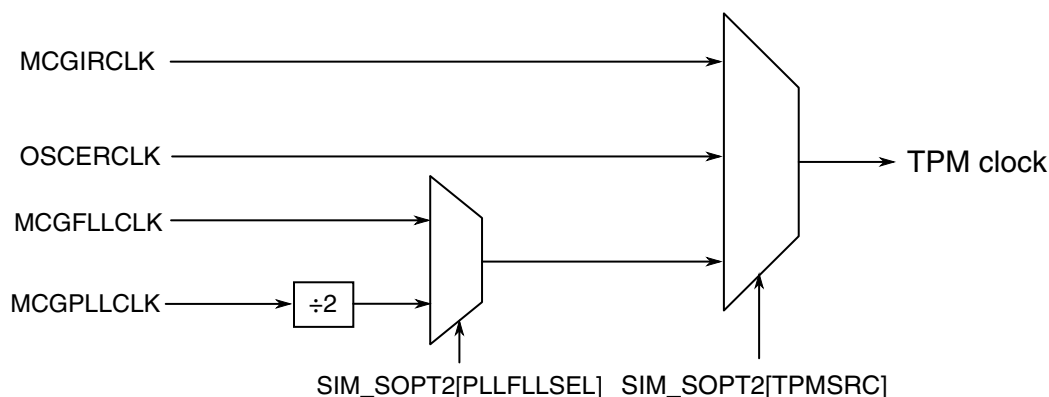 MCGIRCLK
OSCERCLK
TPM clock
MCGFLLCLK
MCGPLLCLK
÷2
SIM_SOPT2[PLLFLLSEL]
SIM_SOPT2[TPMSRC]